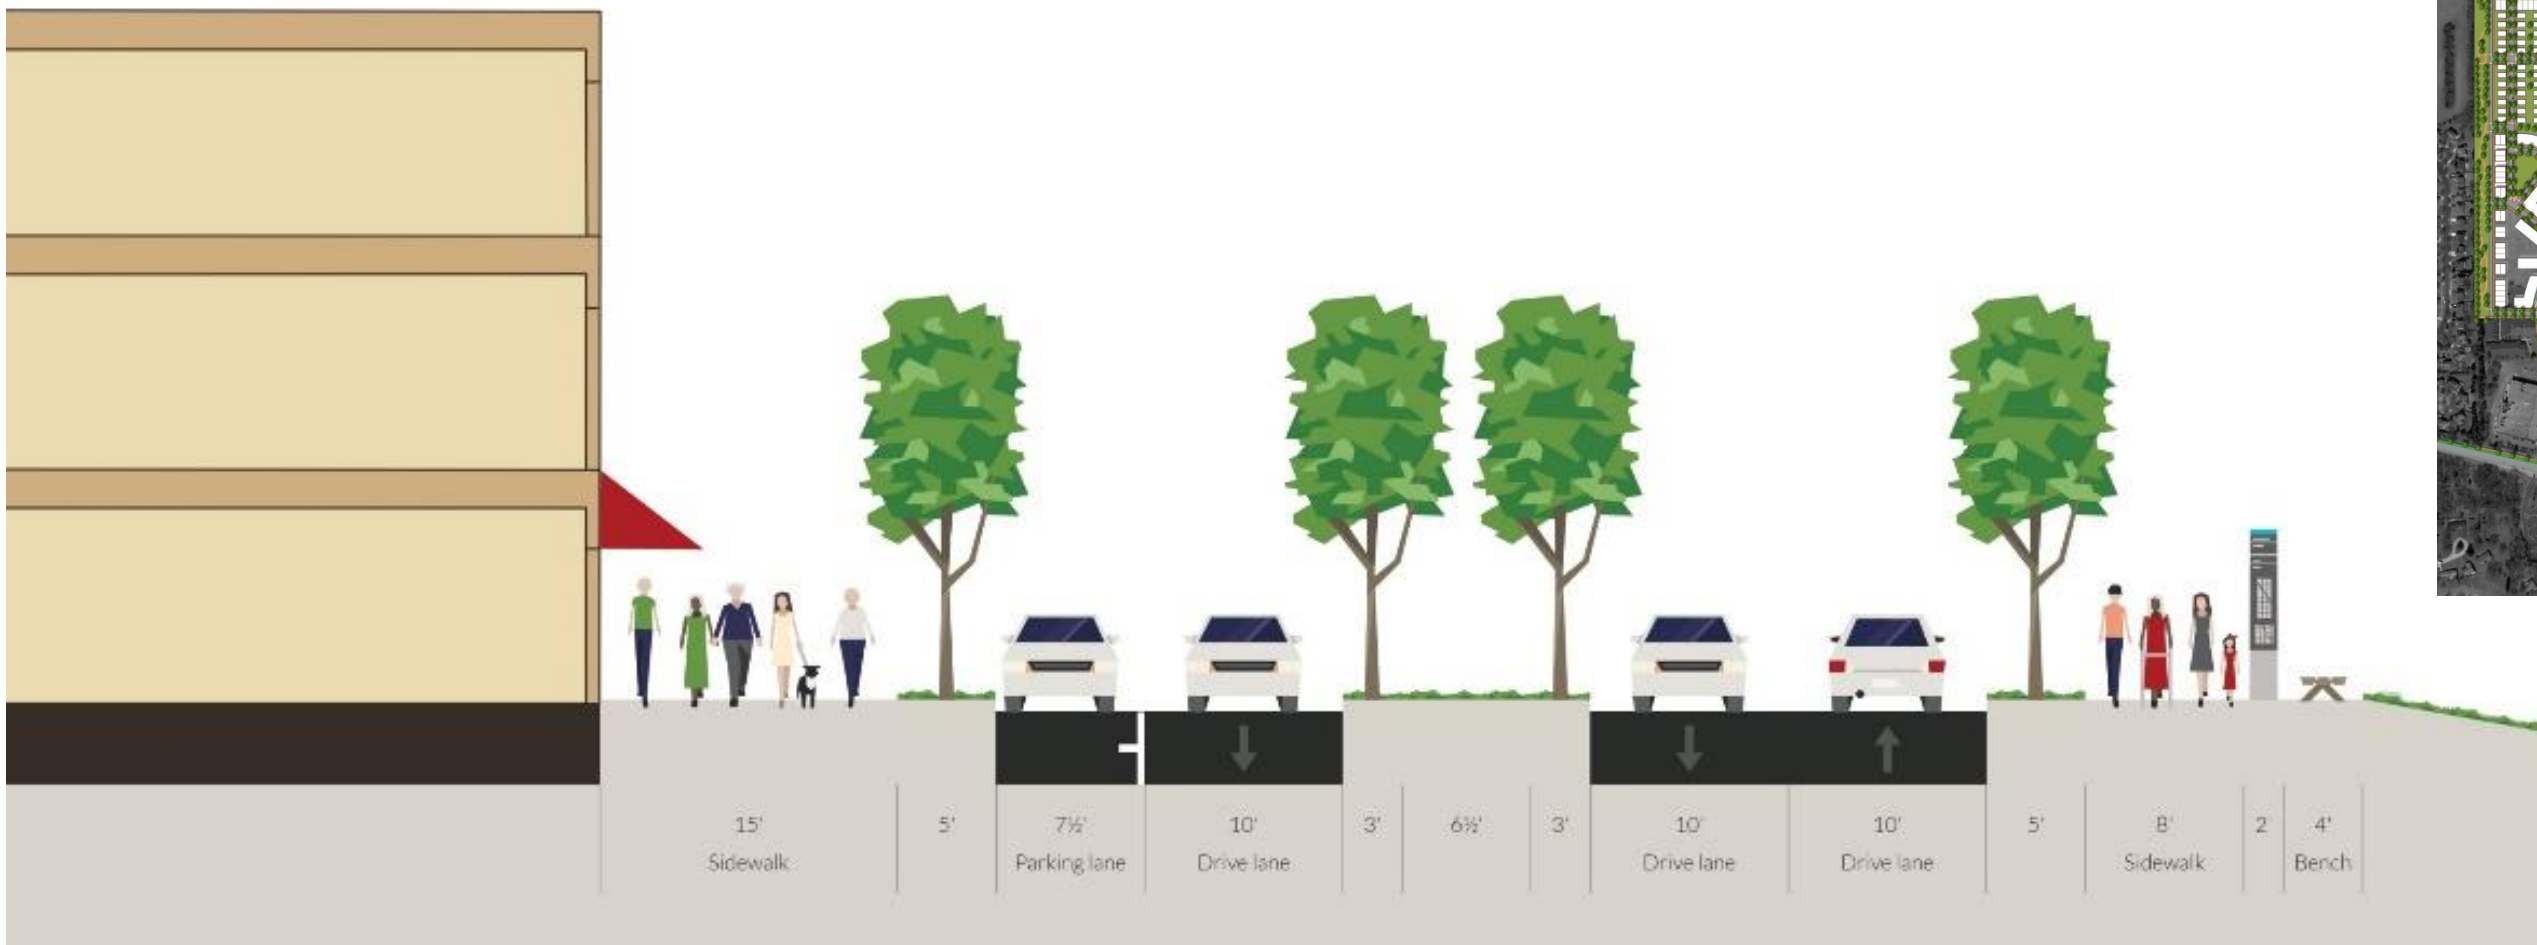 15' 5' 7½' 10' 3' 6½' 3' 10' 10' 5' 8' 2' 4'
Sidewalk Parking lane Drive lane Drive lane Drive lane Sidewalk Bench